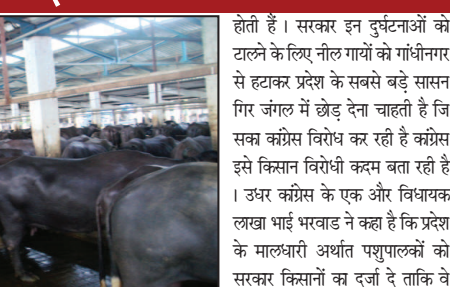 होती हैं । सरकार इन दुर्घटनाओं को
टालने के लिए नील गायों को गांधीनगर
से हटाकर प्रदेश के सबसे बड़े सासन
गिर जंगल में छोड़ देना चाहती है जि
सका कांग्रेस विरोध कर रही है कांग्रेस
इसे किसान विरोधी कदम बता रही है
। उधर कांग्रेस के एक और विधायक
लाखा भाई भरवाड ने कहा है कि प्रदेश
के मालधारी अर्थात पशुपालकों को
सरकार किसानों का दर्जा दे ताकि वे